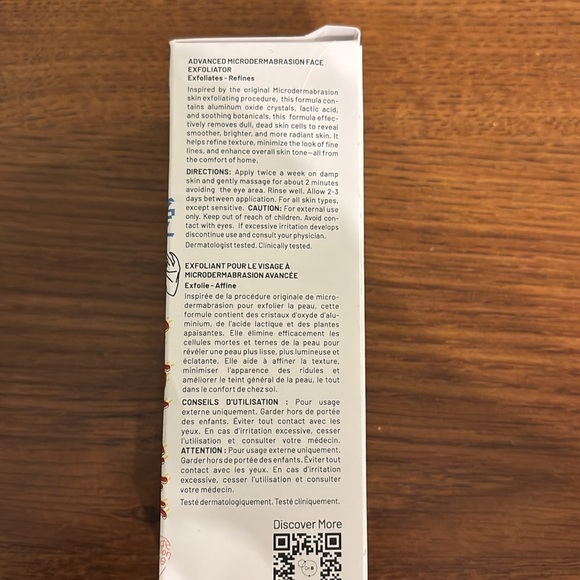 ADVANCED MICRODERMABRASION FACE
EXFOLIATOR
Exfoliates - Refines
Inspired by the original Microdermabrasion
skin exfoliating procedure, this formula con-
tains aluminum oxide crystals, lactic acid,
and soothing botanicals, this formula effec-
tively removes dull, dead skin cells to reveal
smoother, brighter, and more radiant skin. It
helps refine texture, minimize the look of fine
lines, and enhance overall skin tone—all from
the comfort of home.
DIRECTIONS: Apply twice a week on damp
skin and gently massage for about 2 minutes
avoiding the eye area. Rinse well. Allow 2-3
days between application. For all skin types,
except sensitive. CAUTION: For external use
only. Keep out of reach of children. Avoid con-
tact with eyes. If excessive irritation develops
discontinue use and consult your physician.
Dermatologist tested. Clinically tested.
EXFOLIANT POUR LE VISAGE À
MICRODERMABRASION AVANCÉE
Exfolie - Affine
Inspirée de la procédure originale de micro-
dermabrasion pour exfolier la peau, cette
formule contient des cristaux d'oxyde d'alu-
minium, de l'acide lactique et des plantes
apaisantes. Elle élimine efficacement les
cellules mortes et ternes de la peau pour
révéler une peau plus lisse, plus lumineuse et
éclatante. Elle aide à affiner la texture,
minimiser l'apparence des ridules et
améliorer le teint général de la peau, le tout
dans le confort de chez soi.
CONSEILS D'UTILISATION : Pour usage
externe uniquement. Garder hors de portée
des enfants. Éviter tout contact avec les
yeux. En cas d'irritation excessive, cesser
l'utilisation et consulter votre médecin.
ATTENTION : Pour usage externe uniquement.
Garder hors de portée des enfants. Éviter tout
contact avec les yeux. En cas d'irritation
excessive, cesser l'utilisation et consulter
votre médecin.
Testé dermatologiquement. Testé cliniquement.
Discover More